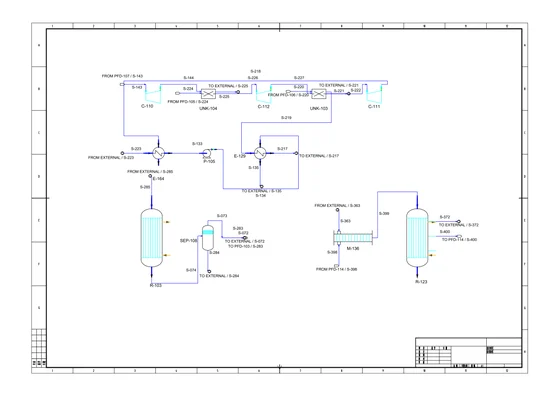 S-218
FROM PFD-101 / S-143
S-144
S-226
S-227
S-143
S-224
TO EXTERNAL / S-225
S-220
TO EXTERNAL / S-221
S-225
S-221
S-222
FROM PFD-105 / S-224
FROM PFD-106 / S-220
C-110
UNK-104
C-112
UNK-103
C-111
S-219
S-223
S-133
S-217
FROM EXTERNAL / S-223
E-129
TO EXTERNAL / S-217
P-105
S-135
FROM EXTERNAL / S-285
E-164
S-285
TO EXTERNAL / S-135
S-134
FROM EXTERNAL / S-363
S-399
S-073
S-363
S-372
S-283
TO EXTERNAL / S-372
S-072
S-400
SEP-108
TO EXTERNAL / S-072
TO PFD-114 / S-400
TO PFD-103 / S-283
M-136
S-284
S-398
S-074
FROM PFD-114 / S-398
TO EXTERNAL / S-284
R-103
R-123